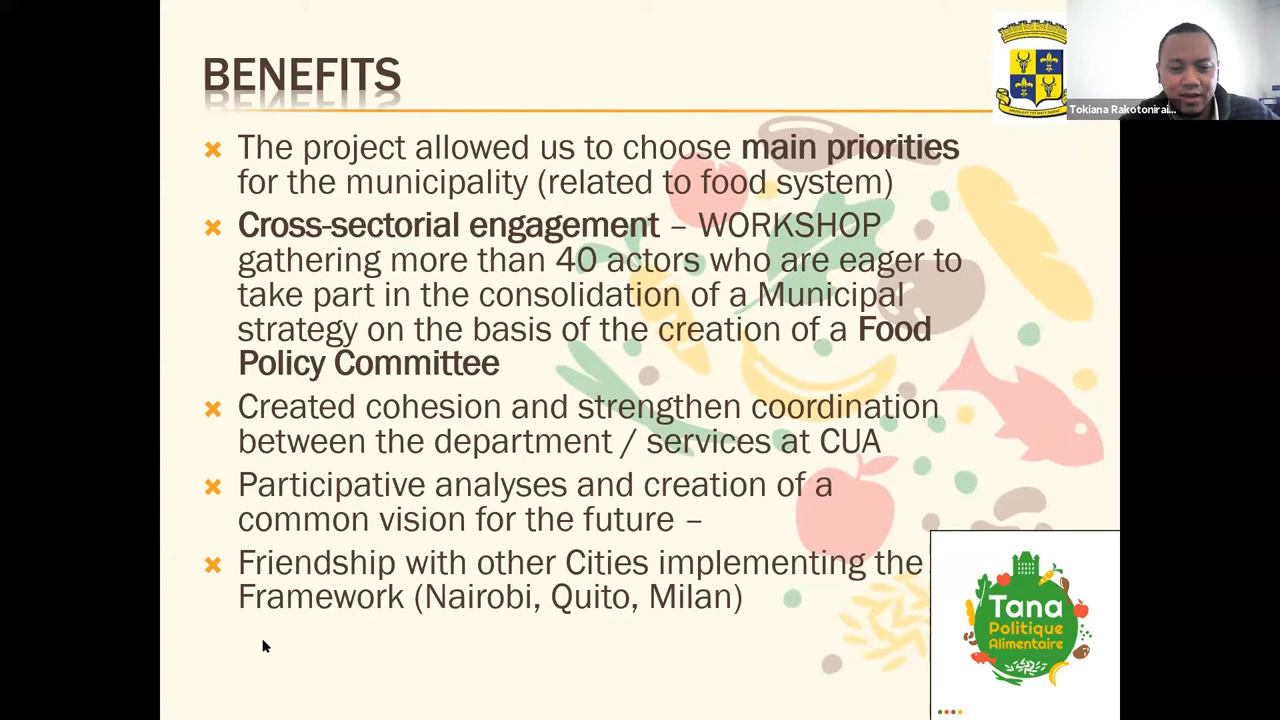 BENEFITS
Tokiana Rakotonirai...
The project allowed us to choose main priorities
for the municipality (related to food system)
Cross-sectorial engagement – WORKSHOP
gathering more than 40 actors who are eager to
take part in the consolidation of a Municipal
strategy on the basis of the creation of a Food
Policy Committee
Created cohesion and strengthen coordination
between the department / services at CUA
Participative analyses and creation of a
common vision for the future –
Friendship with other Cities implementing the
Framework (Nairobi, Quito, Milan)
Tana
Politique
Alimentaire